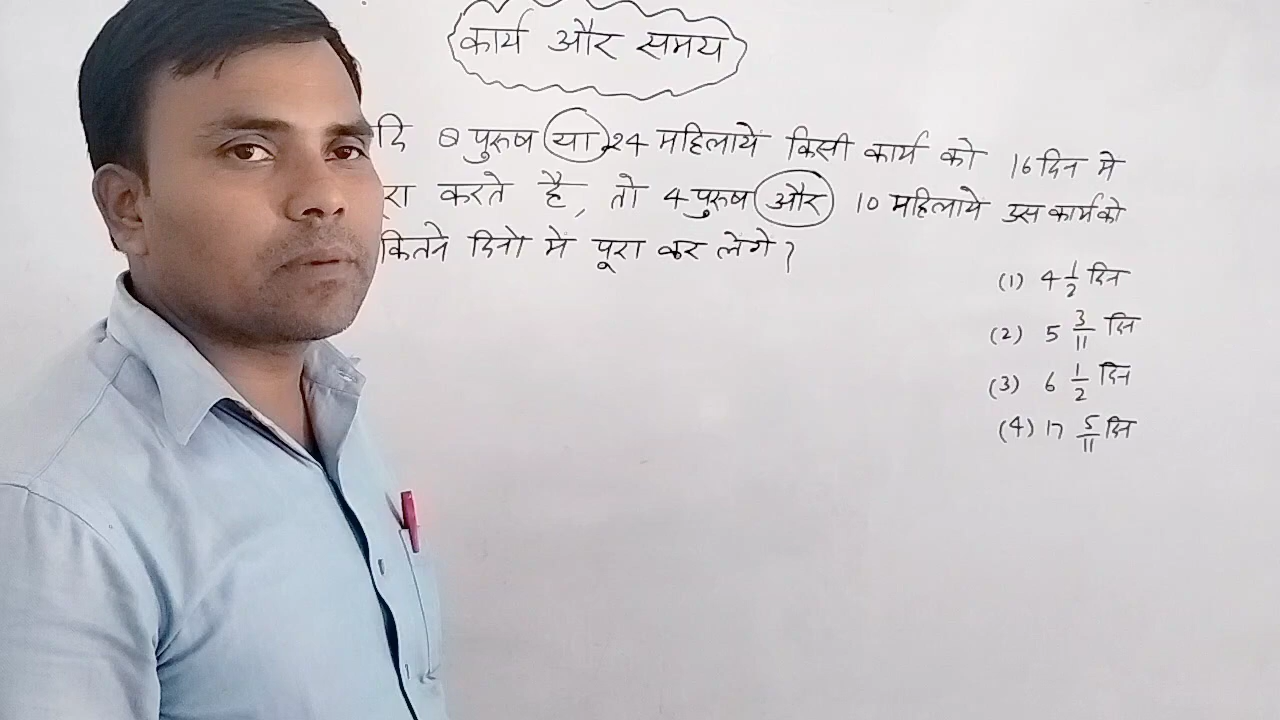 कार्य और समय
दि 8 पुरुष या 24 महिलाये किसी कार्य को 16 दिन मे
रा करते है, तो 4 पुरुष और 10 महिलाये उस कार्य को
कितने दिनो मे पूरा कर लेगे?
(1) 4 1/2 दिन
(2) 5 3/11 दिन
(3) 6 1/2 दिन
(4) 17 5/11 दिन